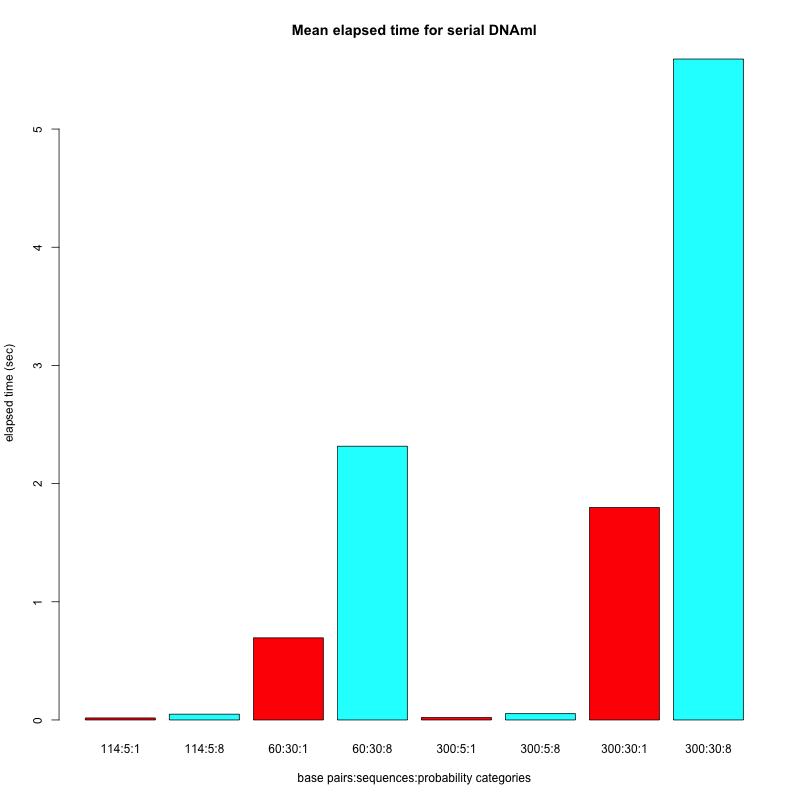 Mean elapsed time for serial DNAml
elapsed time (sec)
5
4
3
2
1
0
114:5:1 114:5:8 60:30:1 60:30:8 300:5:1 300:5:8 300:30:1 300:30:8
base pairs:sequences:probability categories